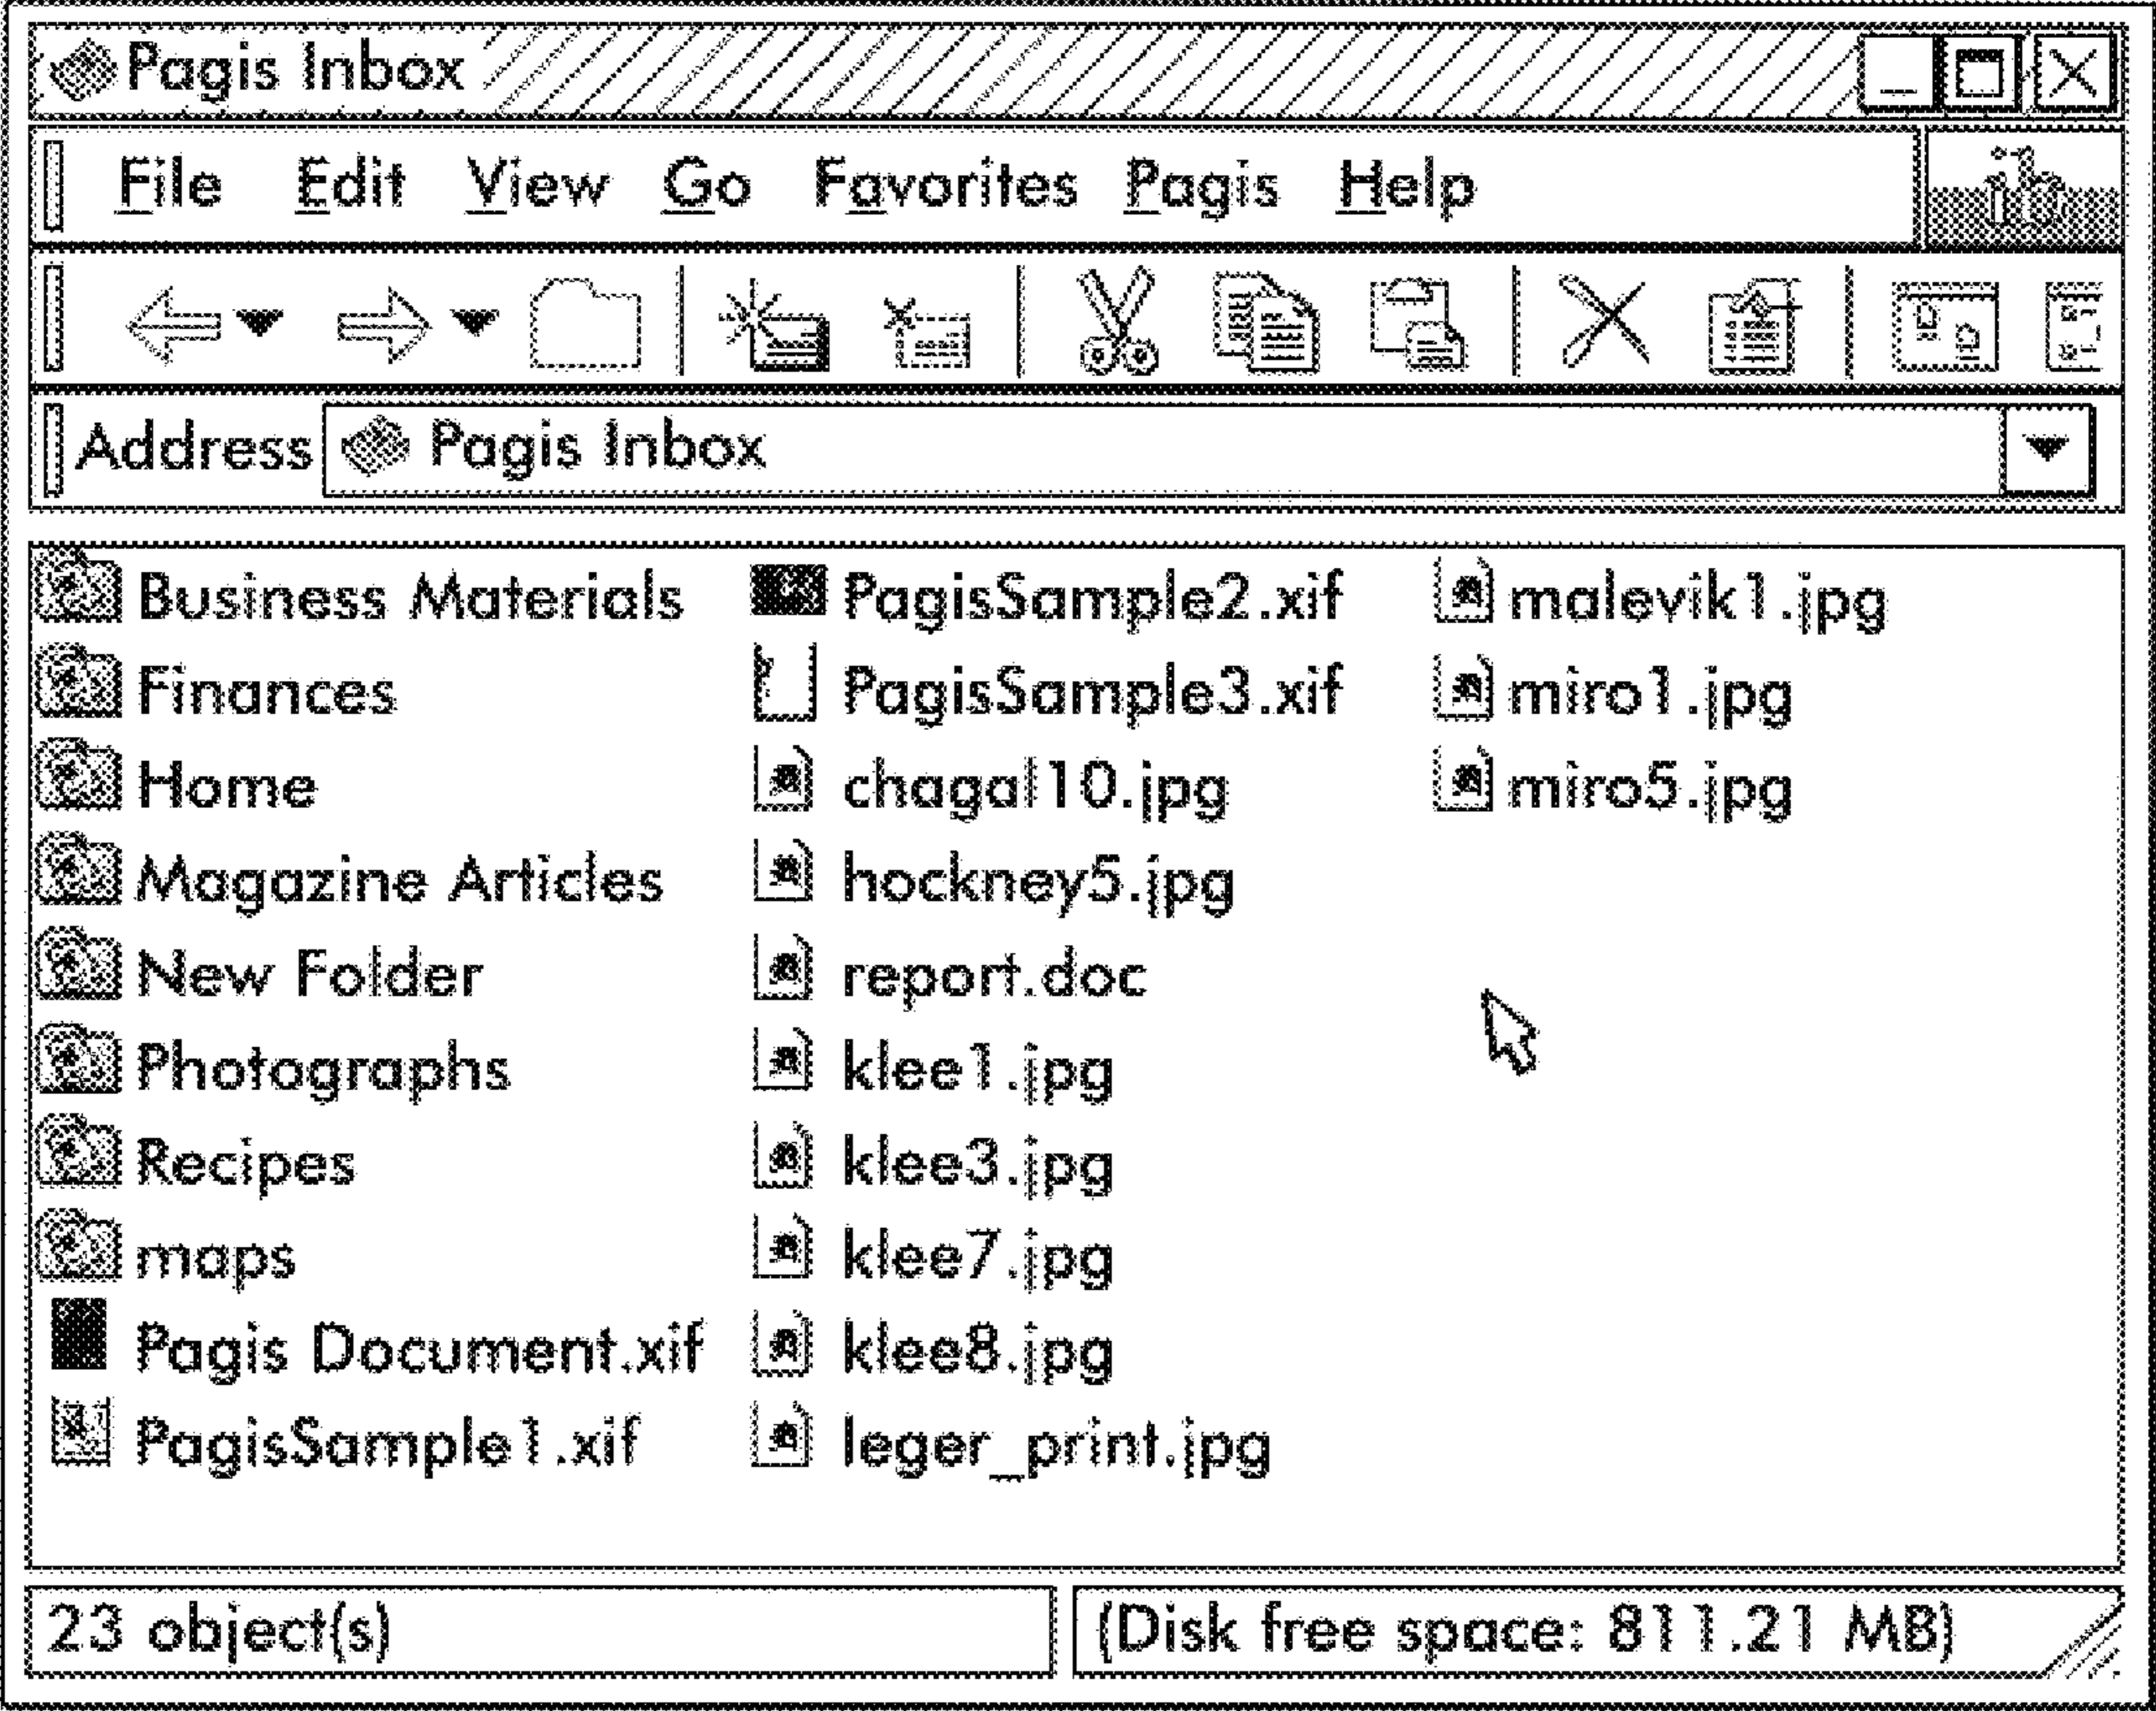 Pagis Inbox
File Edit View Go Favorites Pagis Help
ib
Address Pagis Inbox
Business Materials
Finances
Home
Magazine Articles
New Folder
Photographs
Recipes
maps
Pagis Document.xif
PagisSample1.xif
PagisSample2.xif
PagisSample3.xif
chagal10.jpg
hockney5.jpg
report.doc
klee1.jpg
klee3.jpg
klee7.jpg
klee8.jpg
leger_print.jpg
malevik1.jpg
miro1.jpg
miro5.jpg
23 object(s)
(Disk free space: 811.21 MB)